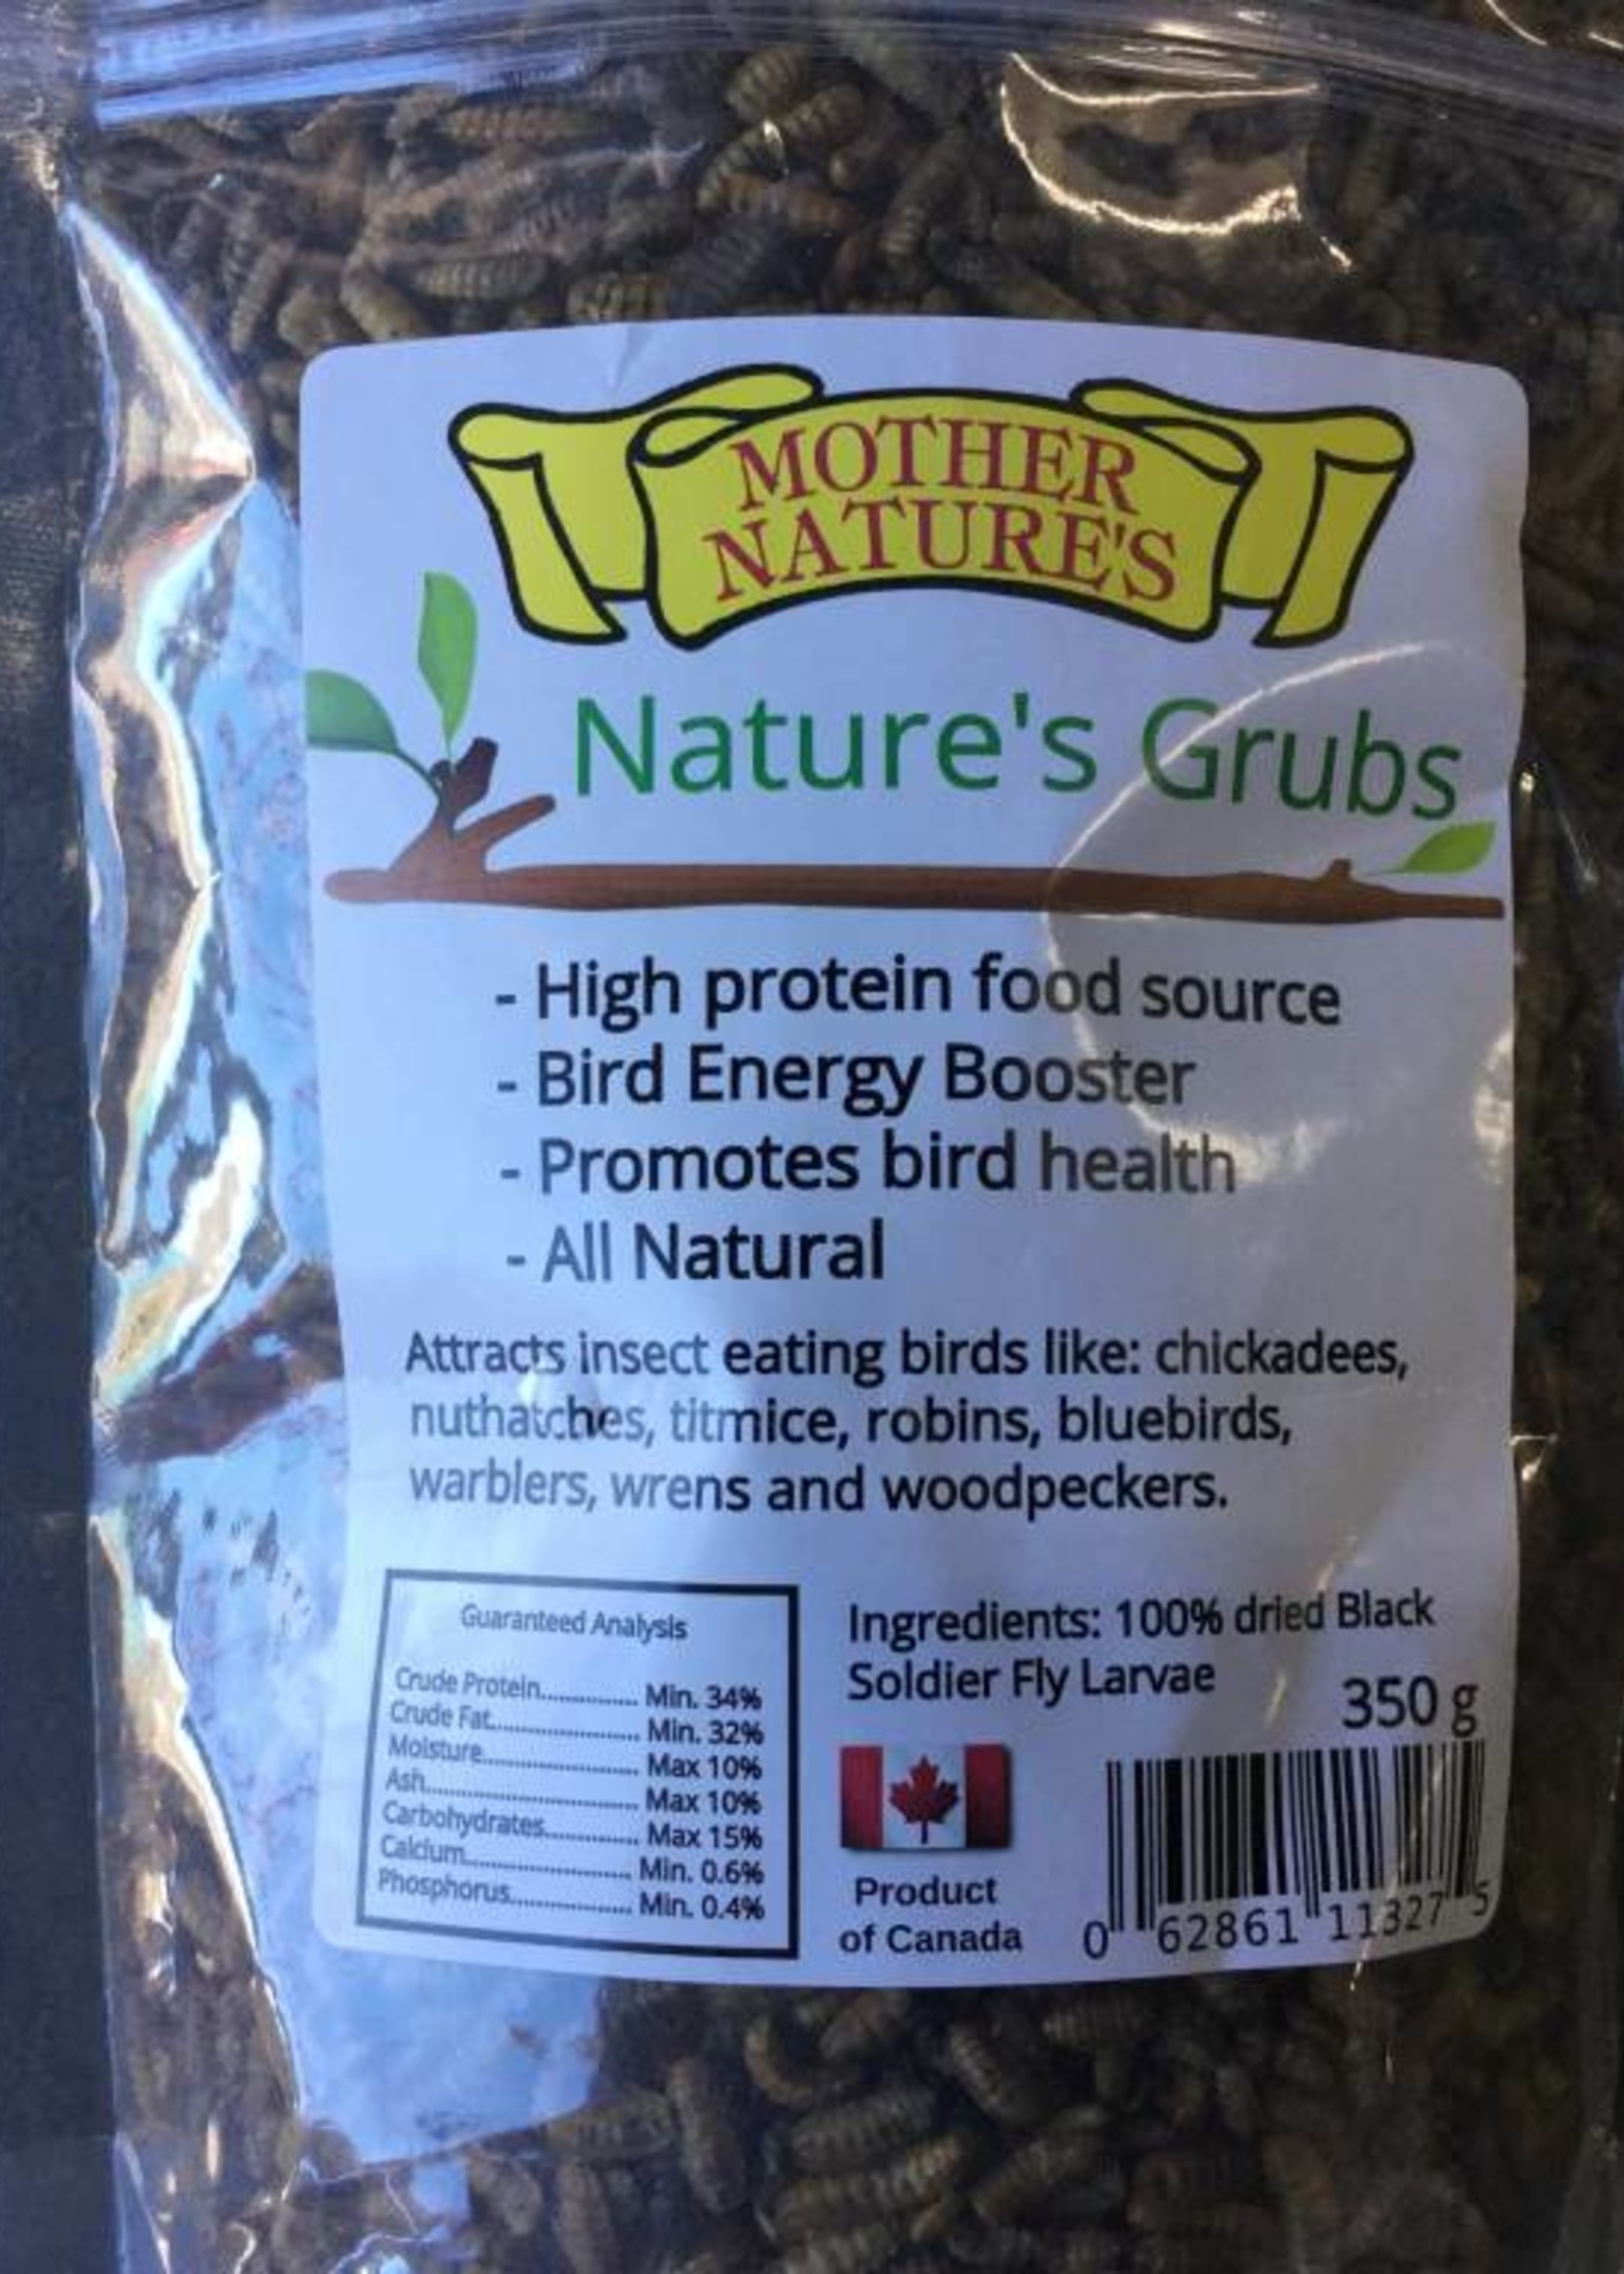 MOTHER
NATURE'S
Nature's Grubs
- High protein food source
- Bird Energy Booster
- Promotes bird health
- All Natural
Attracts insect eating birds like: chickadees,
nuthatches, titmice, robins, bluebirds,
warblers, wrens and woodpeckers.
Guaranteed Analysis
Crude Protein............... Min. 34%
Crude Fat...................... Min. 32%
Moisture....................... Max 10%
Ash................................ Max 10%
Carbohydrates.............. Max 15%
Calcium......................... Min. 0.6%
Phosphorus.................. Min. 0.4%
Ingredients: 100% dried Black
Soldier Fly Larvae
350 g
Product
of Canada
0 62861 11327 5